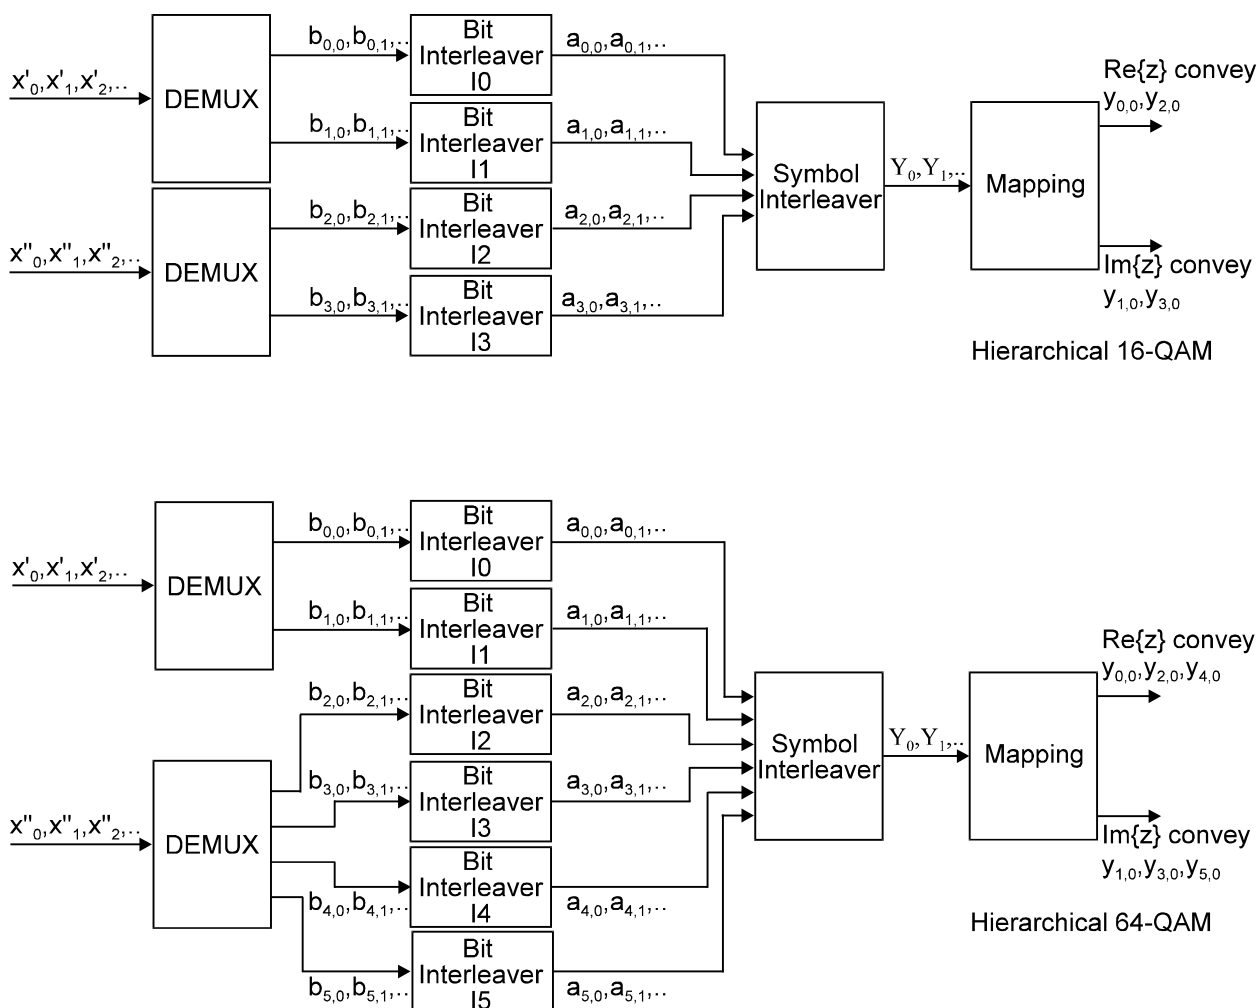 x'0,x'1,x'2,..
DEMUX
b0,0,b0,1,..
Bit
Interleaver
I0
a0,0,a0,1,..
b1,0,b1,1,..
Bit
Interleaver
I1
a1,0,a1,1,..
x"0,x"1,x"2,..
DEMUX
b2,0,b2,1,..
Bit
Interleaver
I2
a2,0,a2,1,..
b3,0,b3,1,..
Bit
Interleaver
I3
a3,0,a3,1,..
Symbol
Interleaver
Y0,Y1,..
Mapping
Re{z} convey
y0,0,y2,0
Im{z} convey
y1,0,y3,0
Hierarchical 16-QAM
x'0,x'1,x'2,..
DEMUX
b0,0,b0,1,..
Bit
Interleaver
I0
a0,0,a0,1,..
b1,0,b1,1,..
Bit
Interleaver
I1
a1,0,a1,1,..
x"0,x"1,x"2,..
DEMUX
b2,0,b2,1,..
Bit
Interleaver
I2
a2,0,a2,1,..
b3,0,b3,1,..
Bit
Interleaver
I3
a3,0,a3,1,..
b4,0,b4,1,..
Bit
Interleaver
I4
a4,0,a4,1,..
b5,0,b5,1,..
Bit
Interleaver
I5
a5,0,a5,1,..
Symbol
Interleaver
Y0,Y1,..
Mapping
Re{z} convey
y0,0,y2,0,y4,0
Im{z} convey
y1,0,y3,0,y5,0
Hierarchical 64-QAM